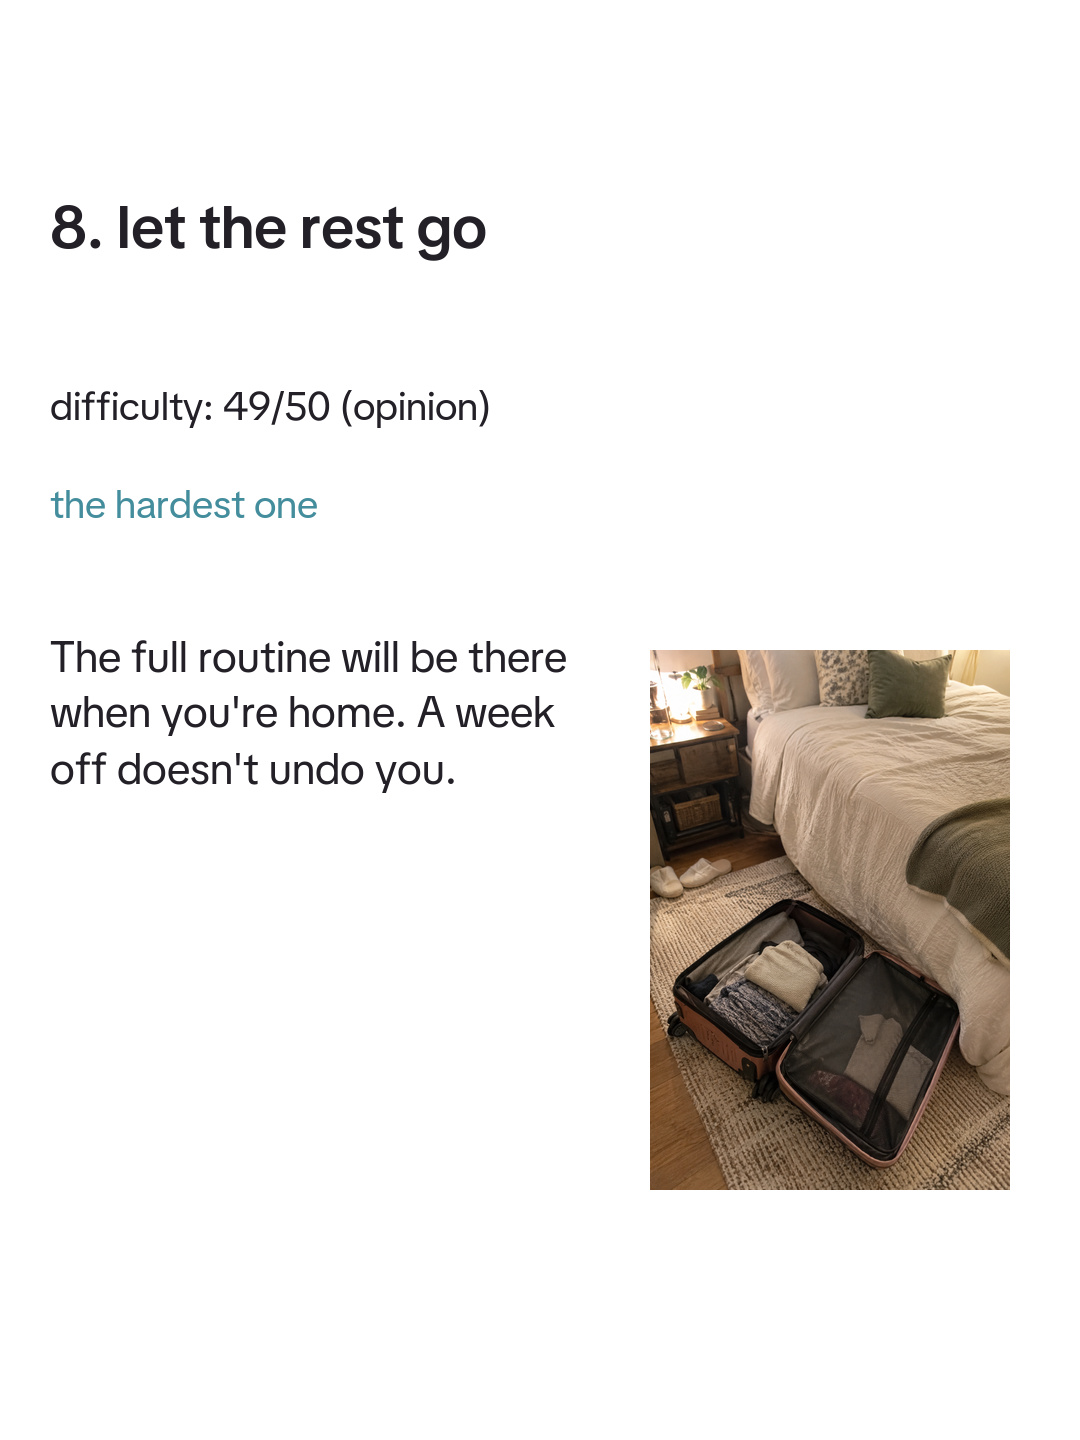 8. let the rest go
difficulty: 49/50 (opinion)
the hardest one
The full routine will be there
when you're home. A week
off doesn't undo you.